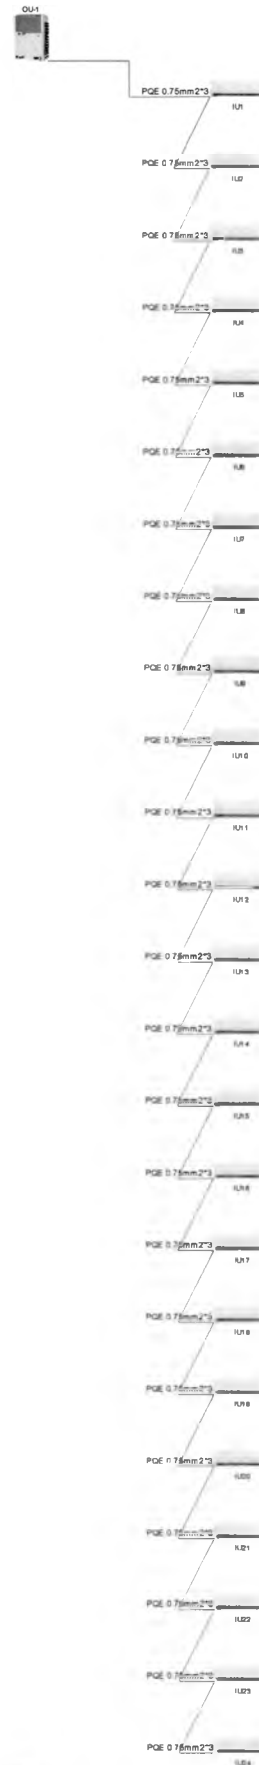 OU-1
PQE 0.75mm2*3
IU1
PQE 0.75mm2*3
IU2
PQE 0.75mm2*3
IU3
PQE 0.75mm2*3
IU4
PQE 0.75mm2*3
IU5
PQE 0.75mm2*3
IU6
PQE 0.75mm2*3
IU7
PQE 0.75mm2*3
IU8
PQE 0.75mm2*3
IU9
PQE 0.75mm2*3
IU10
PQE 0.75mm2*3
IU11
PQE 0.75mm2*3
IU12
PQE 0.75mm2*3
IU13
PQE 0.75mm2*3
IU14
PQE 0.75mm2*3
IU15
PQE 0.75mm2*3
IU16
PQE 0.75mm2*3
IU17
PQE 0.75mm2*3
IU18
PQE 0.75mm2*3
IU19
PQE 0.75mm2*3
IU20
PQE 0.75mm2*3
IU21
PQE 0.75mm2*3
IU22
PQE 0.75mm2*3
IU23
PQE 0.75mm2*3
IU24